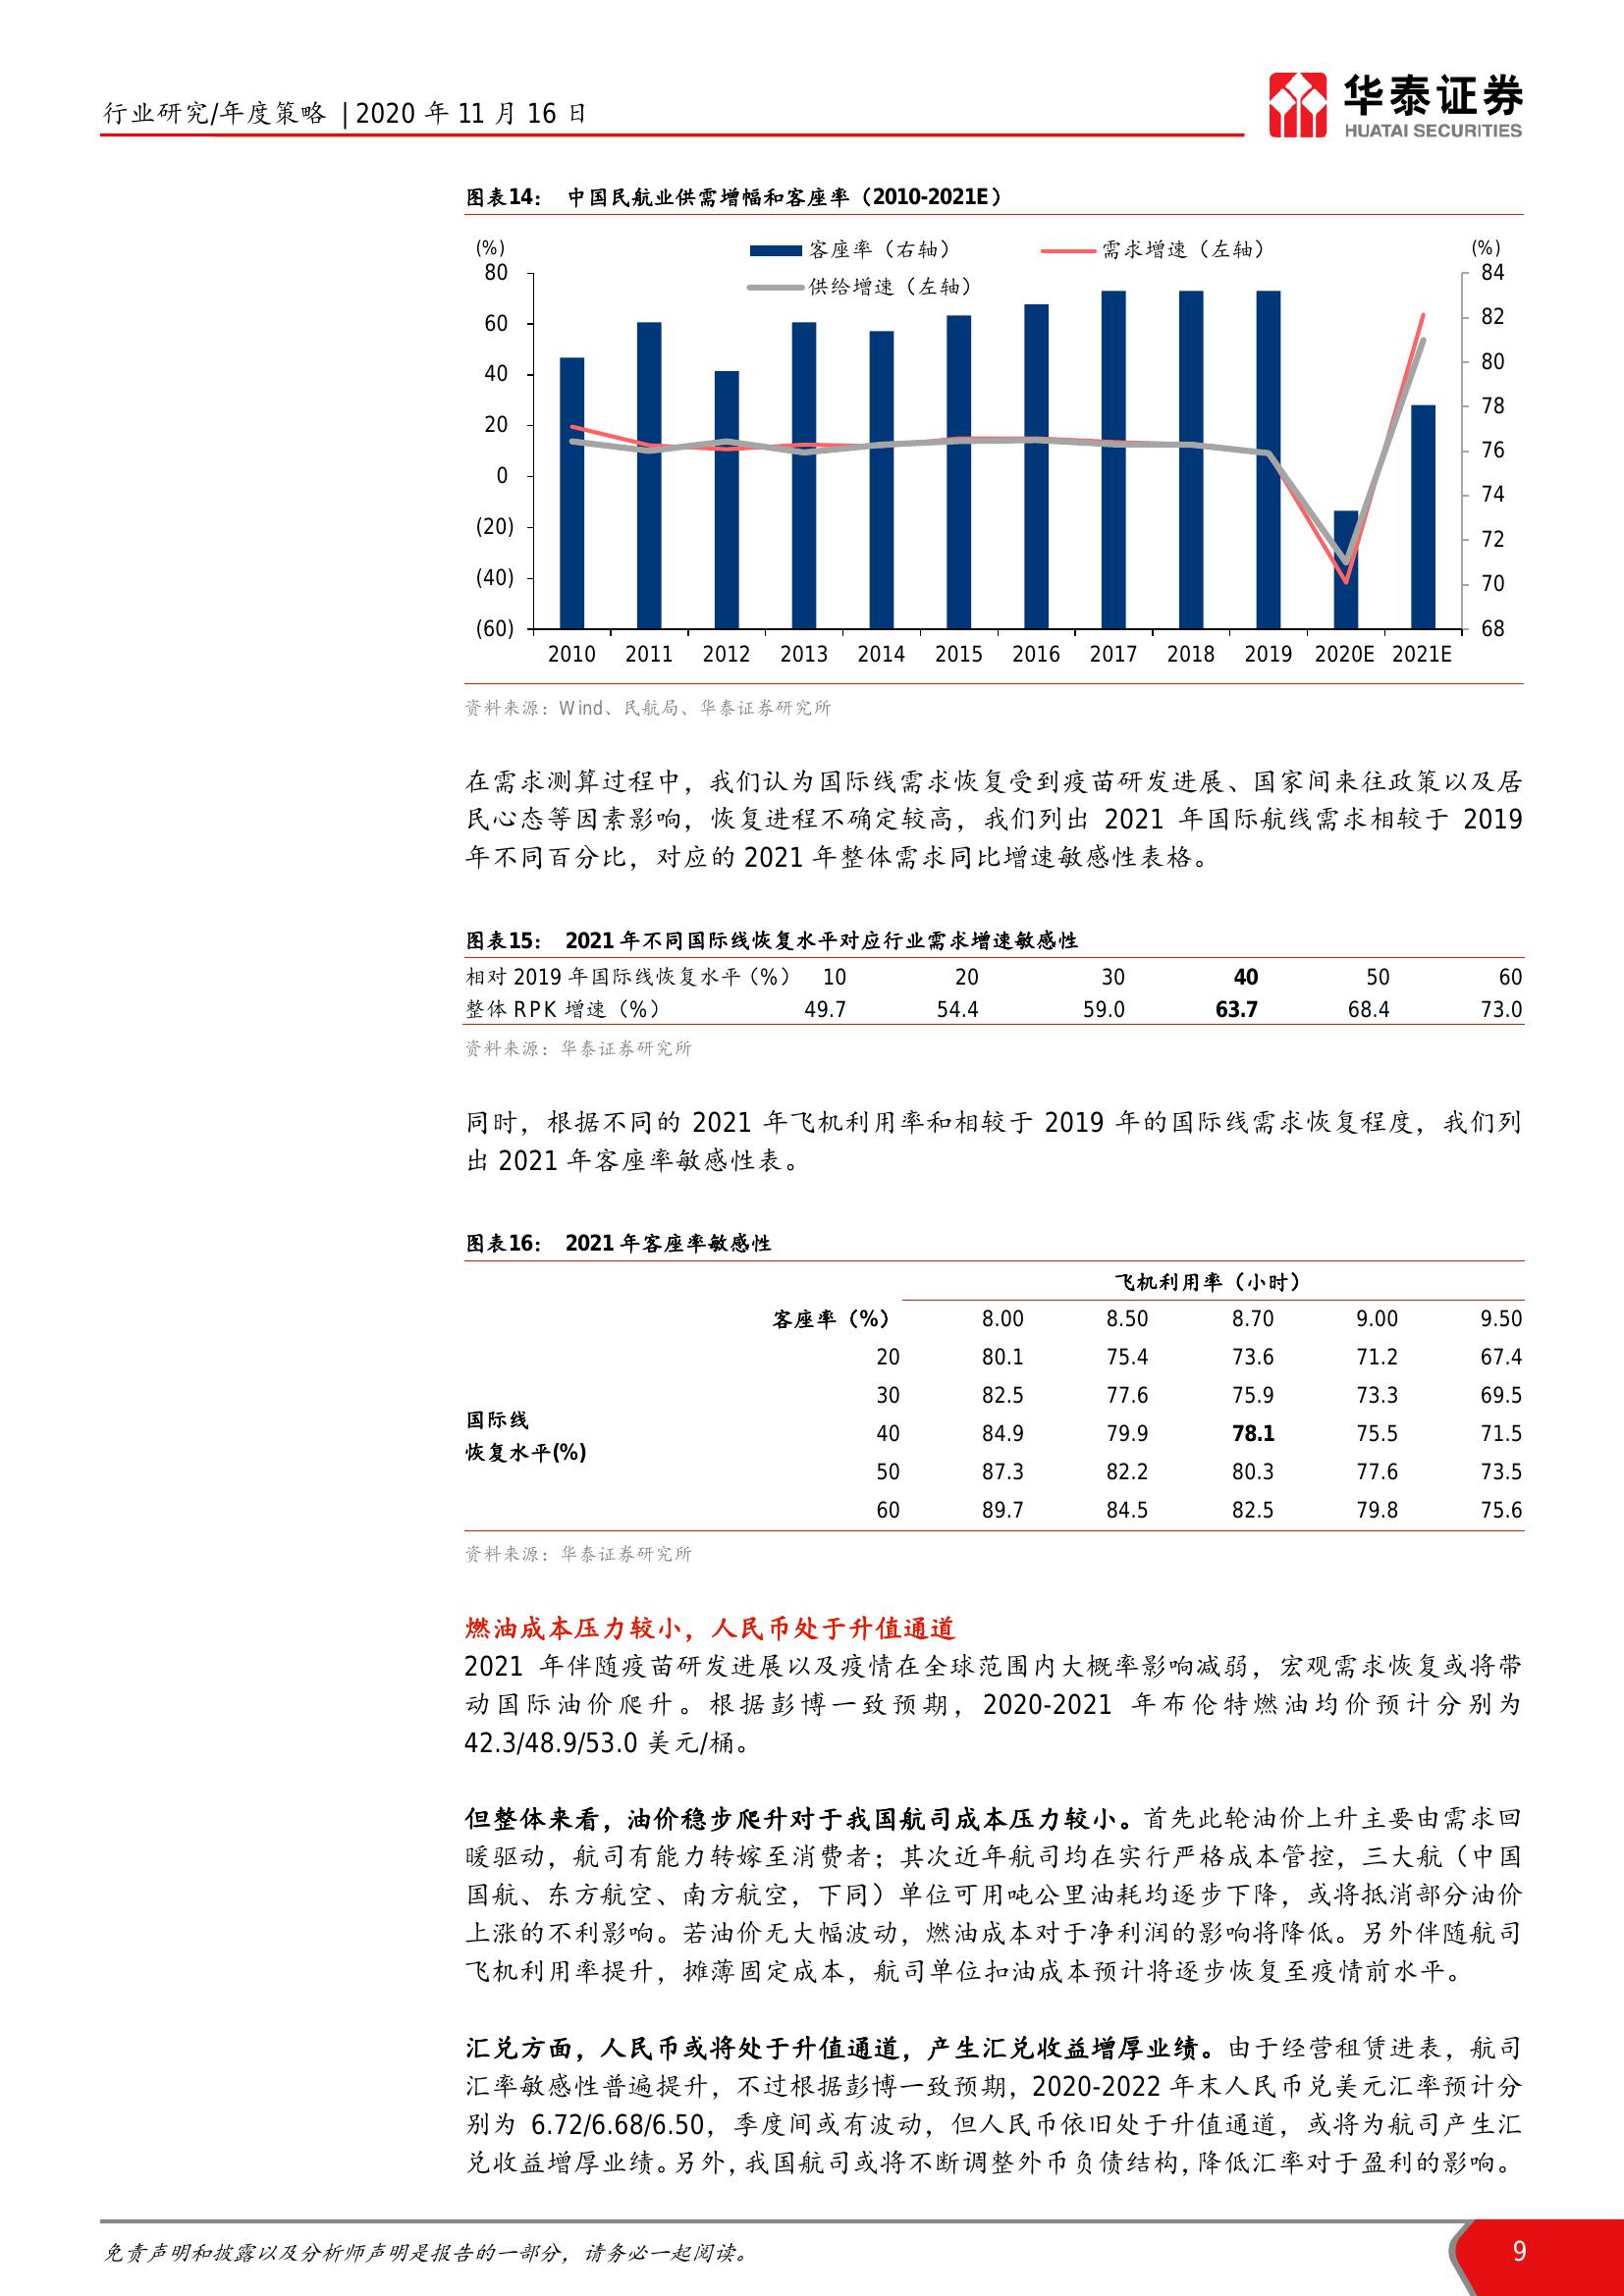 行业研究/年度策略 | 2020 年 11 月 16 日
华泰证券
HUATAI SECURITIES
图表14： 中国民航业供需增幅和客座率（2010-2021E）
(%) 客座率（右轴） 需求增速（左轴） (%)
供给增速（左轴）
80 84
60 82
40 80
20 78
0 76
(20) 74
(40) 72
(60) 70
68
2010 2011 2012 2013 2014 2015 2016 2017 2018 2019 2020E 2021E
资料来源：Wind、民航局、华泰证券研究所
在需求测算过程中，我们认为国际线需求恢复受到疫苗研发进展、国家间来往政策以及居
民心态等因素影响，恢复进程不确定较高，我们列出 2021 年国际航线需求相较于 2019
年不同百分比，对应的 2021 年整体需求同比增速敏感性表格。
图表15： 2021 年不同国际线恢复水平对应行业需求增速敏感性
相对 2019 年国际线恢复水平（%） 10 20 30 40 50 60
整体 RPK 增速（%） 49.7 54.4 59.0 63.7 68.4 73.0
资料来源：华泰证券研究所
同时，根据不同的 2021 年飞机利用率和相较于 2019 年的国际线需求恢复程度，我们列
出 2021 年客座率敏感性表。
图表16： 2021 年客座率敏感性
飞机利用率（小时）
客座率（%） 8.00 8.50 8.70 9.00 9.50
20 80.1 75.4 73.6 71.2 67.4
30 82.5 77.6 75.9 73.3 69.5
国际线
恢复水平(%)
40 84.9 79.9 78.1 75.5 71.5
50 87.3 82.2 80.3 77.6 73.5
60 89.7 84.5 82.5 79.8 75.6
资料来源：华泰证券研究所
燃油成本压力较小，人民币处于升值通道
2021 年伴随疫苗研发进展以及疫情在全球范围内大概率影响减弱，宏观需求恢复或将带
动国际油价爬升。根据彭博一致预期，2020-2021 年布伦特燃油均价预计分别为
42.3/48.9/53.0 美元/桶。
但整体来看，油价稳步爬升对于我国航司成本压力较小。首先此轮油价上升主要由需求回
暖驱动，航司有能力转嫁至消费者；其次近年航司均在实行严格成本管控，三大航（中国
国航、东方航空、南方航空，下同）单位可用吨公里油耗均逐步下降，或将抵消部分油价
上涨的不利影响。若油价无大幅波动，燃油成本对于净利润的影响将降低。另外伴随航司
飞机利用率提升，摊薄固定成本，航司单位扣油成本预计将逐步恢复至疫情前水平。
汇兑方面，人民币或将处于升值通道，产生汇兑收益增厚业绩。由于经营租赁进表，航司
汇率敏感性普遍提升，不过根据彭博一致预期，2020-2022 年末人民币兑美元汇率预计分
别为 6.72/6.68/6.50，季度间或有波动，但人民币依旧处于升值通道，或将为航司产生汇
兑收益增厚业绩。另外，我国航司或将不断调整外币负债结构，降低汇率对于盈利的影响。
免责声明和披露以及分析师声明是报告的一部分，请务必一起阅读。 9